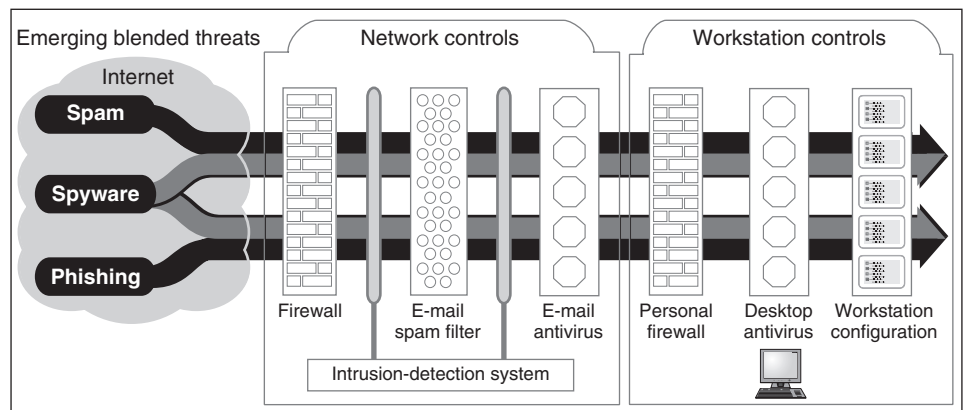 Emerging blended threats
Internet
Spam
Spyware
Phishing
Network controls
Firewall
E-mail
spam filter
E-mail
antivirus
Intrusion-detection system
Workstation controls
Personal
firewall
Desktop
antivirus
Workstation
configuration